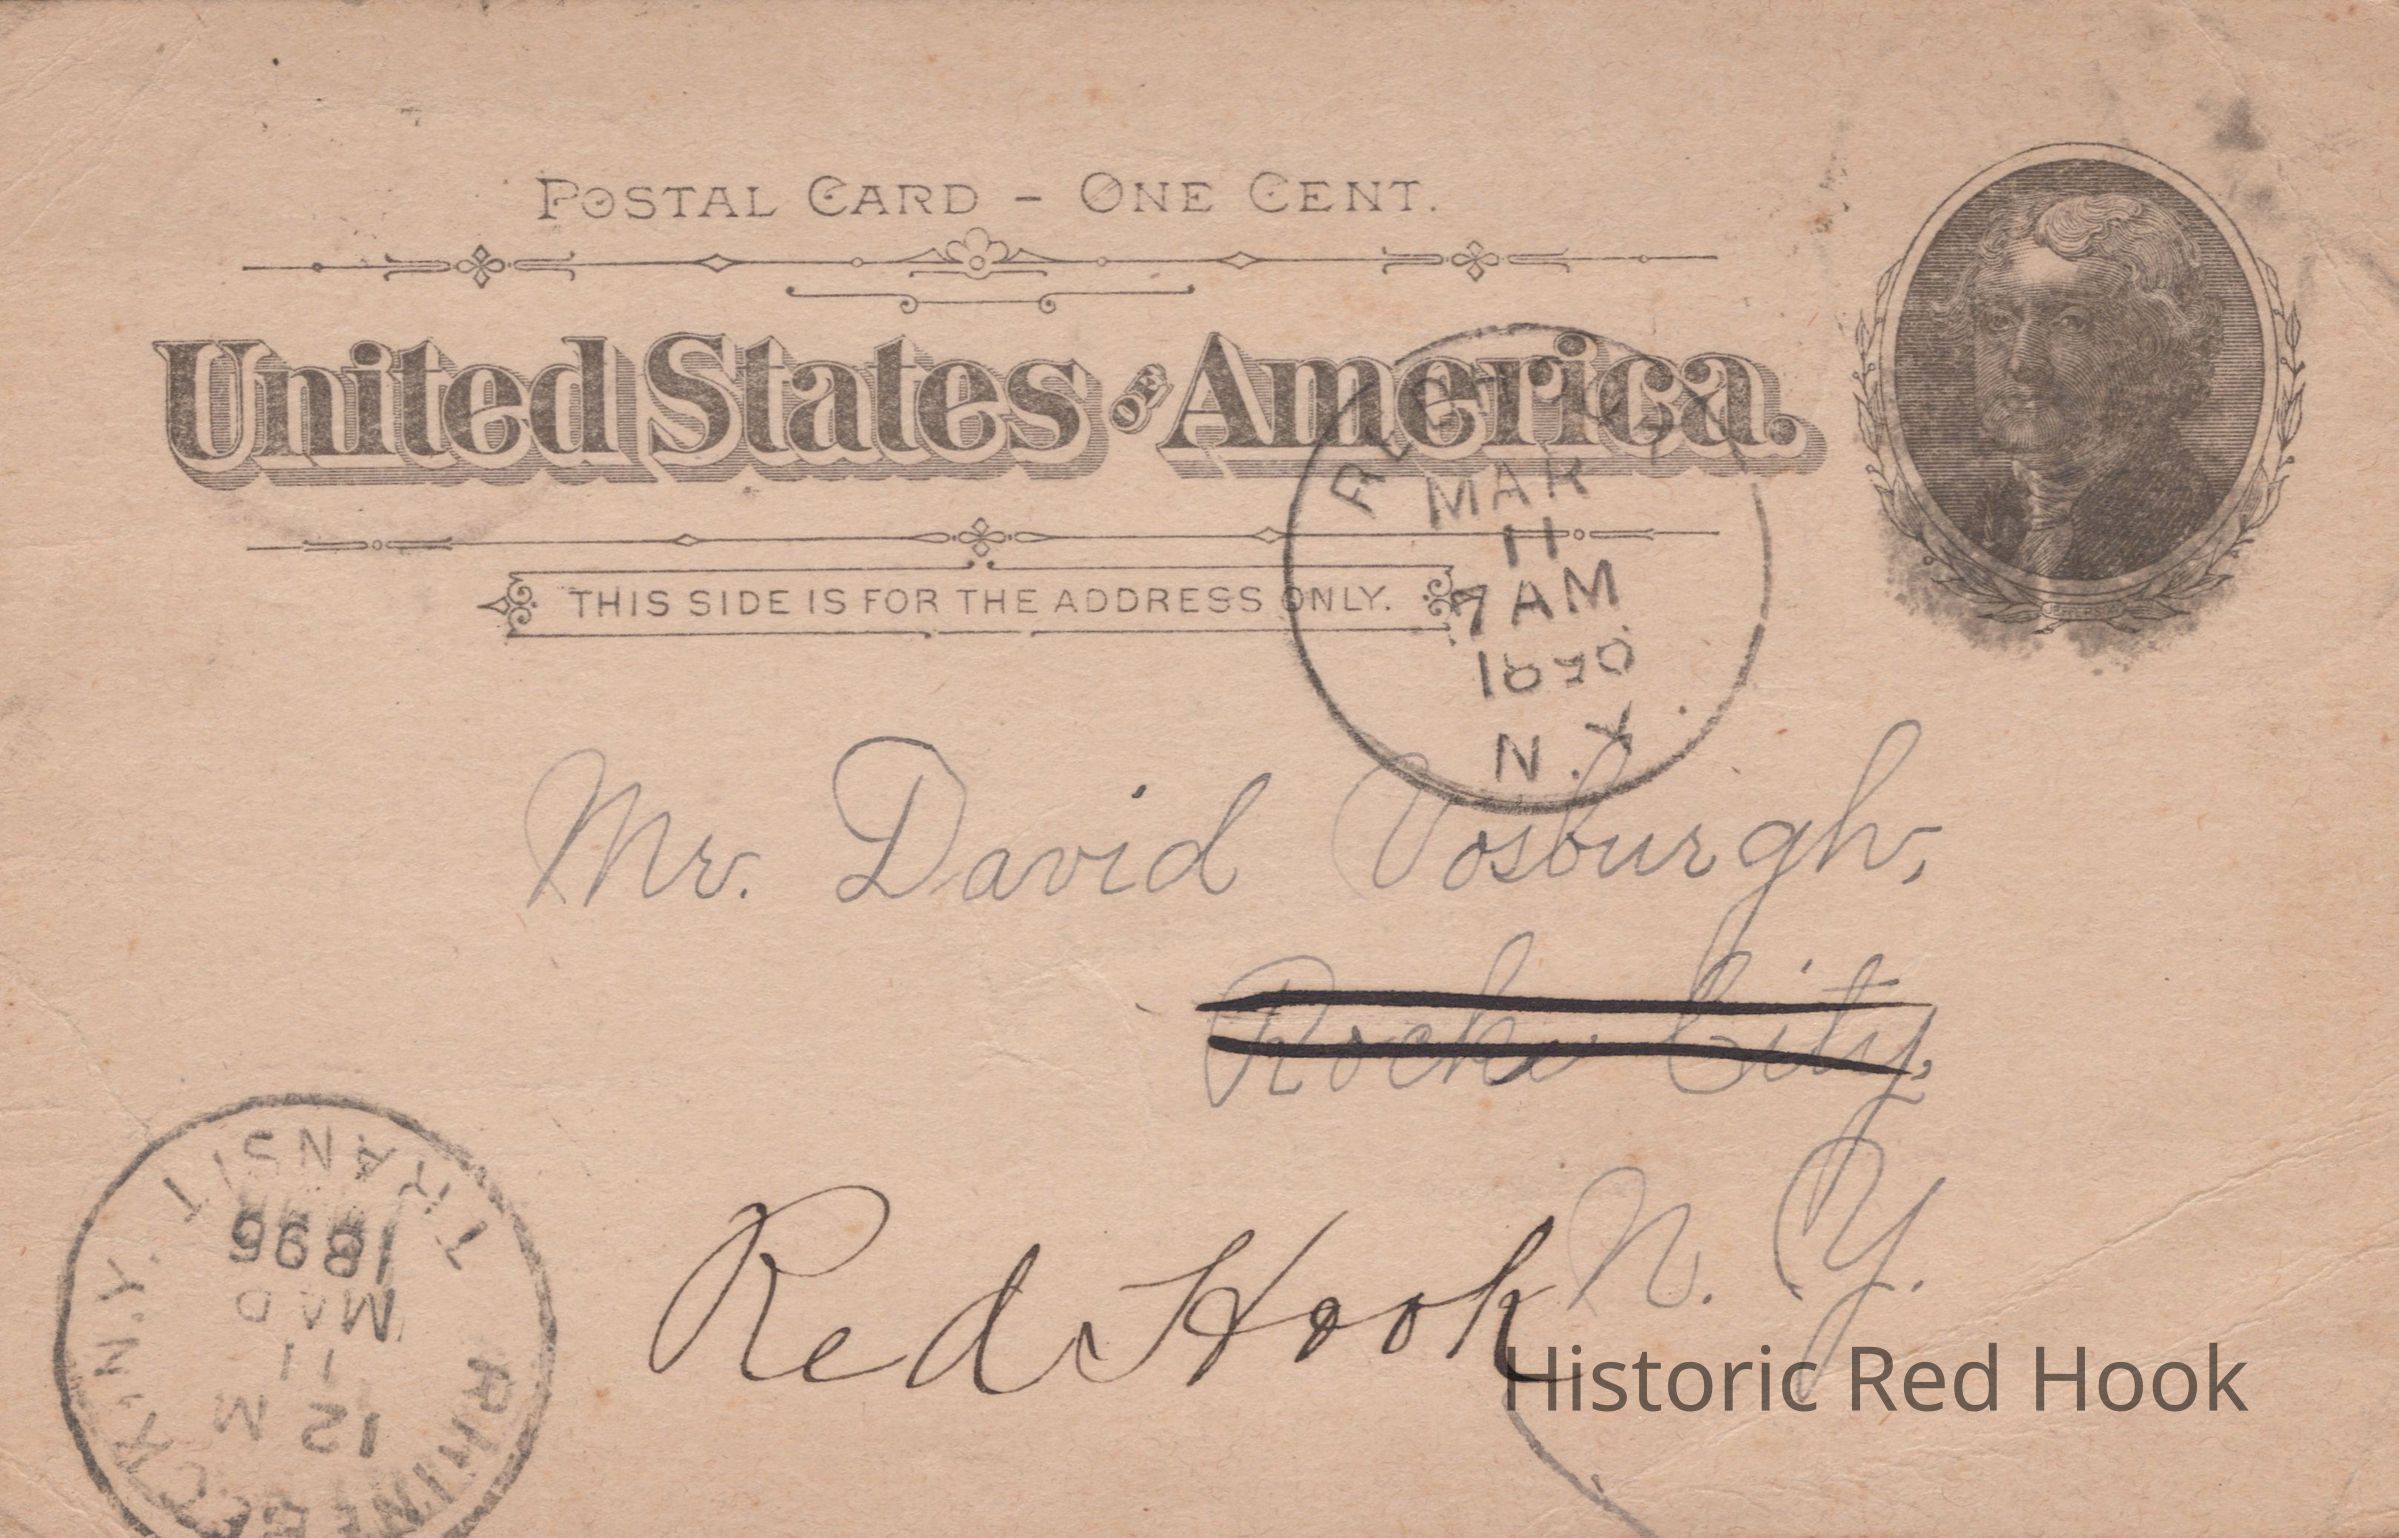 POSTAL CARD - ONE CENT.
United States OF America.
THIS SIDE IS FOR THE ADDRESS ONLY.
MAR
11
7 AM
N.Y.
Mr. David Vosburgh,
Rock City,
N. Y.
Red Hook
TRANSIT
1896
11
12 M
RHINEBECK, N.Y.
Historic Red Hook